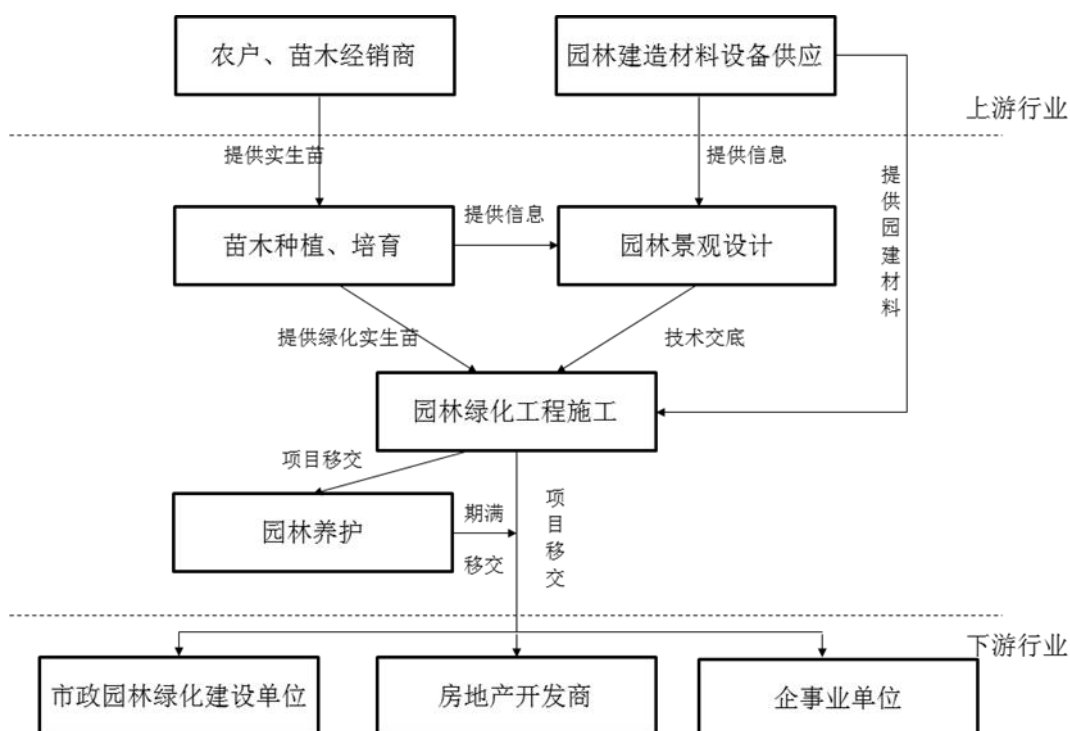 农户、苗木经销商
园林建造材料设备供应
上游行业
提供实生苗
提供信息
提供园建材料
苗木种植、培育
提供信息
园林景观设计
提供绿化实生苗
技术交底
园林绿化工程施工
项目移交
园林养护
期满
移交
项目移交
下游行业
市政园林绿化建设单位
房地产开发商
企事业单位